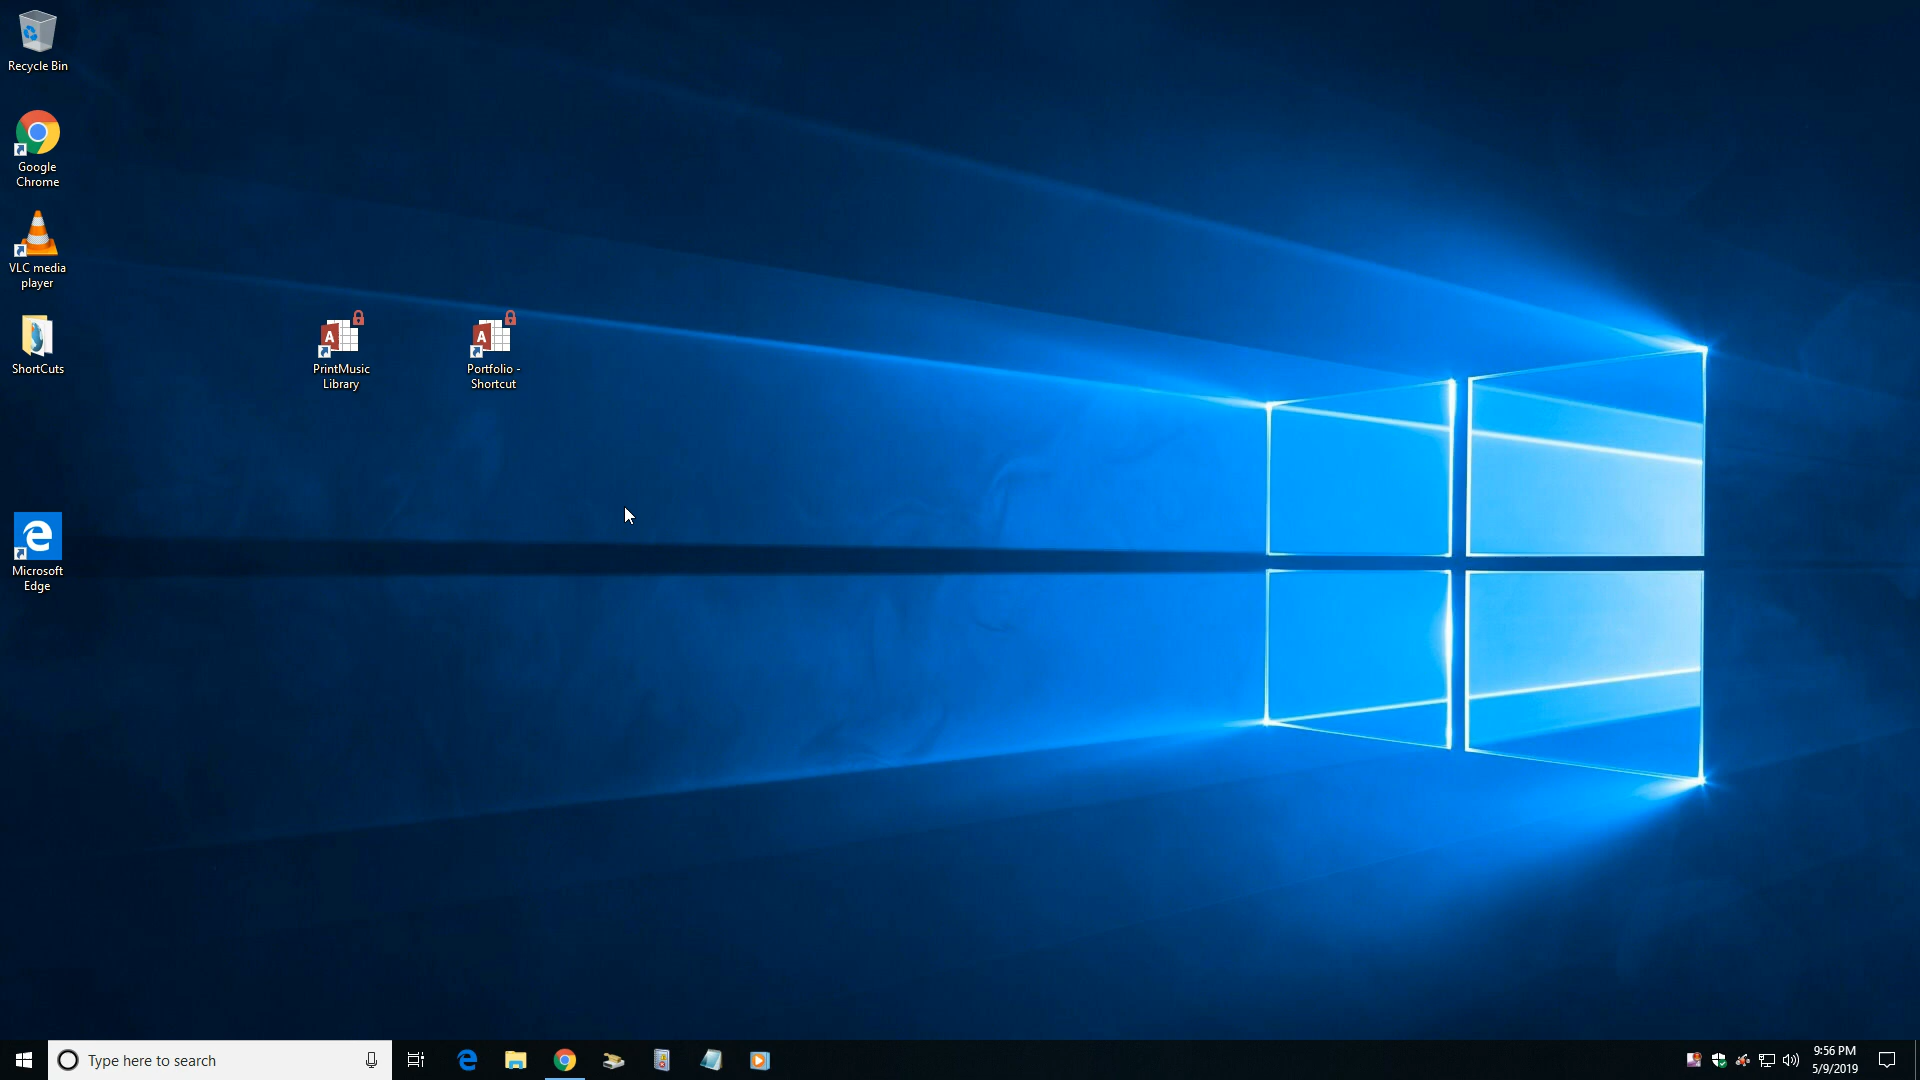 Recycle Bin
Google
Chrome
VLC media
player
ShortCuts
PrintMusic
Library
Portfolio -
Shortcut
Microsoft
Edge
Type here to search
9:56 PM
5/9/2019